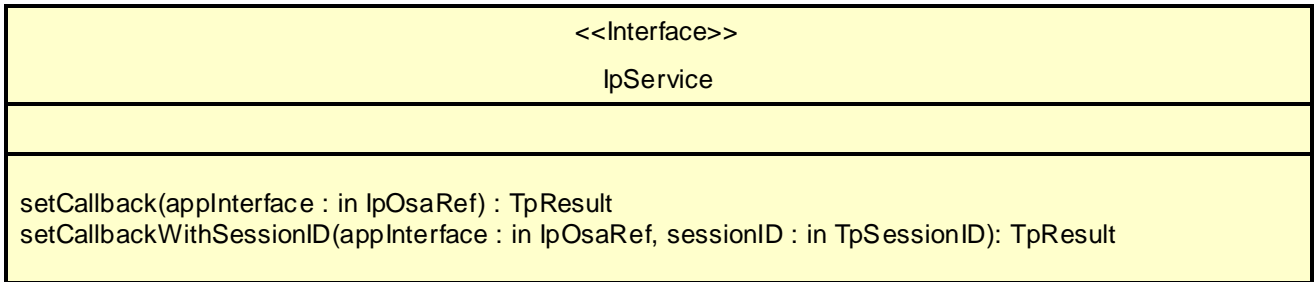 <<Interface>>
IpService
setCallback(appInterface : in IpOsaRef) : TpResult
setCallbackWithSessionID(appInterface : in IpOsaRef, sessionID : in TpSessionID): TpResult